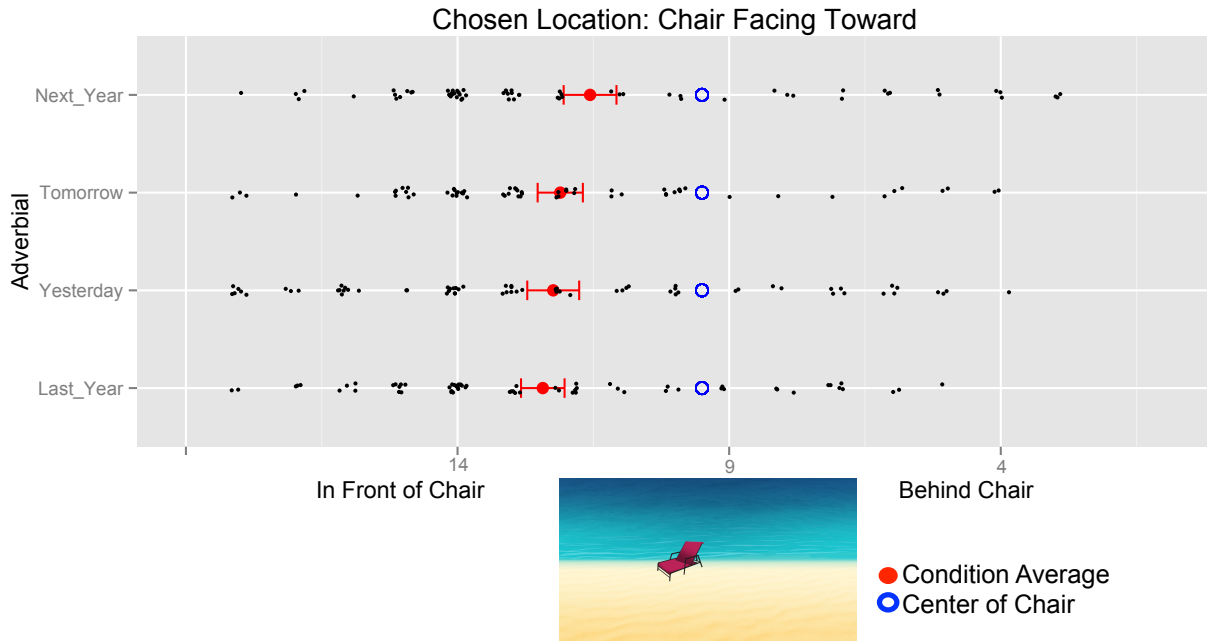 Chosen Location: Chair Facing Toward
Adverbial
Next_Year
Tomorrow
Yesterday
Last_Year
14 9 4
In Front of Chair Behind Chair
Condition Average
Center of Chair